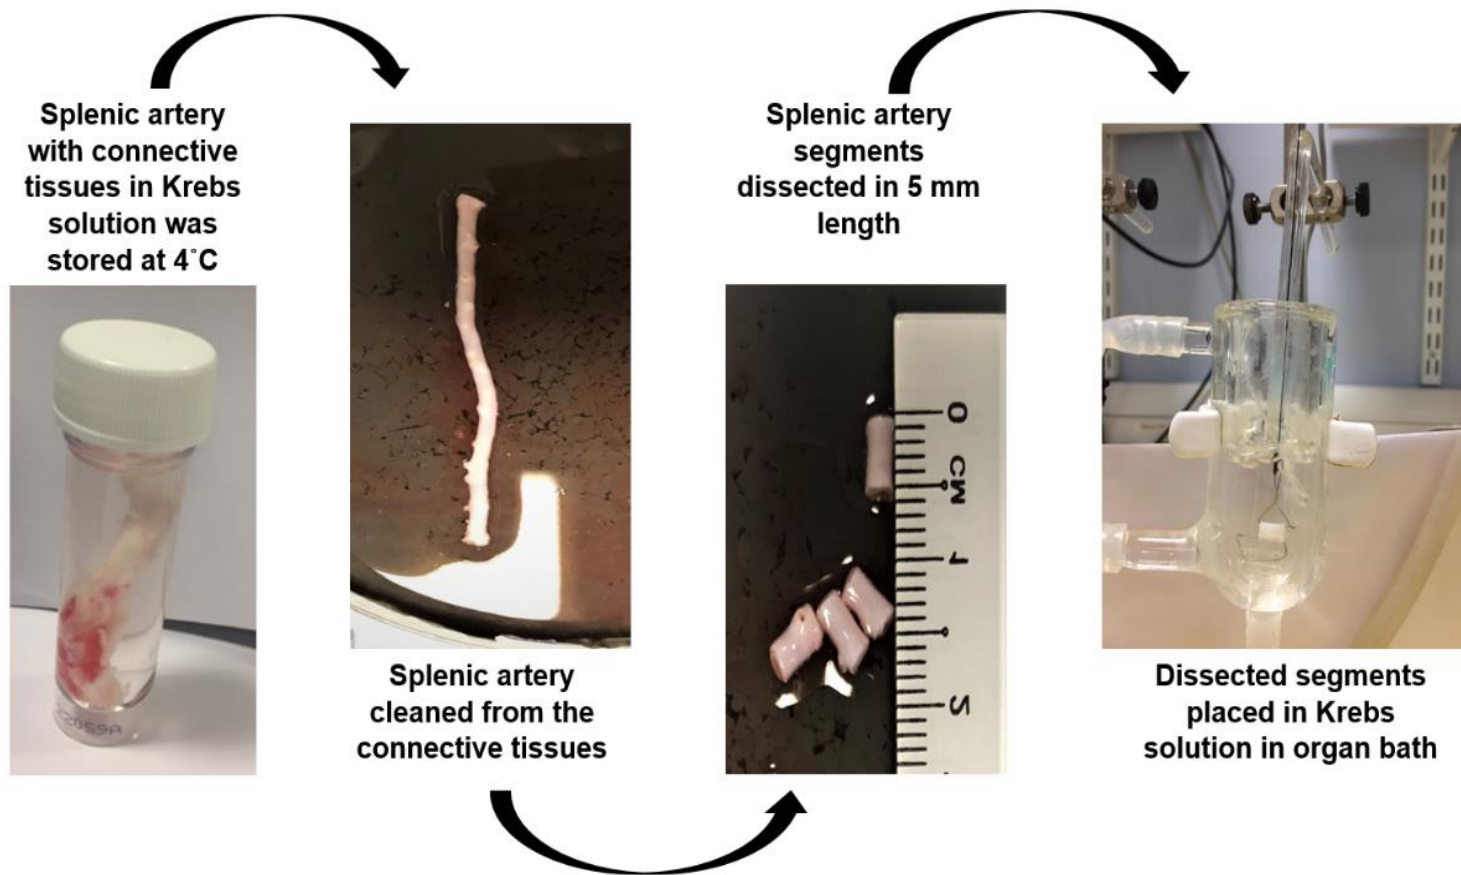 Splenic artery
with connective
tissues in Krebs
solution was
stored at 4°C
22059A
Splenic artery
cleaned from the
connective tissues
Splenic artery
segments
dissected in 5 mm
length
0
CM
1
2
Dissected segments
placed in Krebs
solution in organ bath